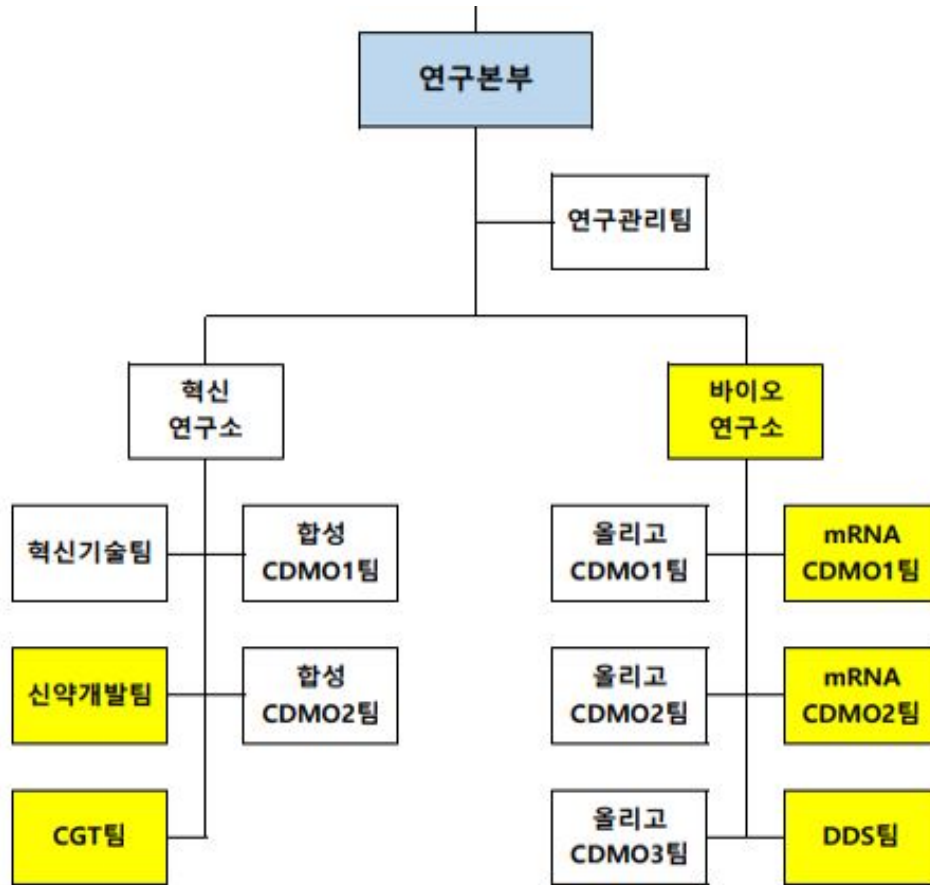 연구본부
연구관리팀
혁신
연구소
바이오
연구소
혁신기술팀
합성
CDMO1팀
올리고
CDMO1팀
mRNA
CDMO1팀
신약개발팀
합성
CDMO2팀
올리고
CDMO2팀
mRNA
CDMO2팀
CGT팀
올리고
CDMO3팀
DDS팀